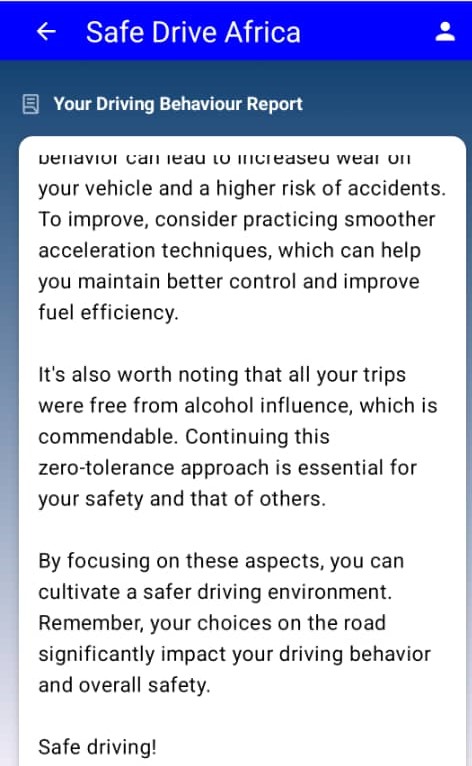 Safe Drive Africa
Your Driving Behaviour Report
behavior can lead to increased wear on
your vehicle and a higher risk of accidents.
To improve, consider practicing smoother
acceleration techniques, which can help
you maintain better control and improve
fuel efficiency.
It's also worth noting that all your trips
were free from alcohol influence, which is
commendable. Continuing this
zero-tolerance approach is essential for
your safety and that of others.
By focusing on these aspects, you can
cultivate a safer driving environment.
Remember, your choices on the road
significantly impact your driving behavior
and overall safety.
Safe driving!